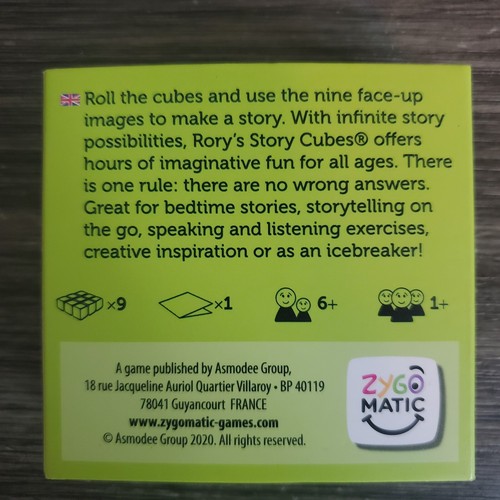 Roll the cubes and use the nine face-up
images to make a story. With infinite story
possibilities, Rory's Story Cubes® offers
hours of imaginative fun for all ages. There
is one rule: there are no wrong answers.
Great for bedtime stories, storytelling on
the go, speaking and listening exercises,
creative inspiration or as an icebreaker!
×9 ×1 6+ 1+
A game published by Asmodee Group,
18 rue Jacqueline Auriol Quartier Villaroy • BP 40119
78041 Guyancourt FRANCE
www.zygomatic-games.com
© Asmodee Group 2020. All rights reserved.
ZYGO
MATIC